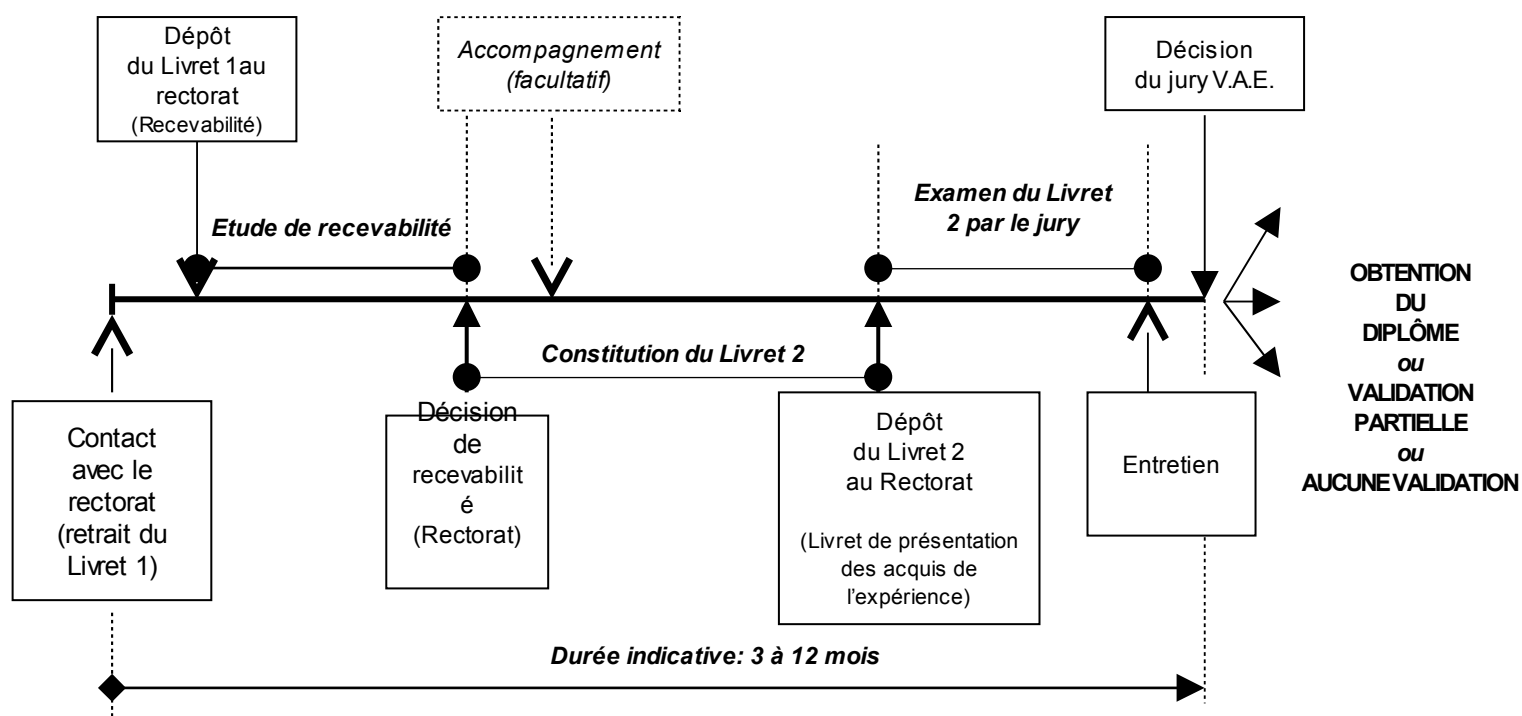 Dépôt
du Livret 1au
rectorat
(Recevabilité)
Accompagnement
(facultatif)
Décision
du jury V.A.E.
Etude de recevabilité
Examen du Livret
2 par le jury
Constitution du Livret 2
OBTENTION
DU
DIPLÔME
ou
VALIDATION
PARTIELLE
ou
AUCUNE VALIDATION
Contact
avec le
rectorat
(retrait du
Livret 1)
Décision
de
recevabilit
é
(Rectorat)
Dépôt
du Livret 2
au Rectorat
(Livret de présentation
des acquis de
l’expérience)
Entretien
Durée indicative: 3 à 12 mois